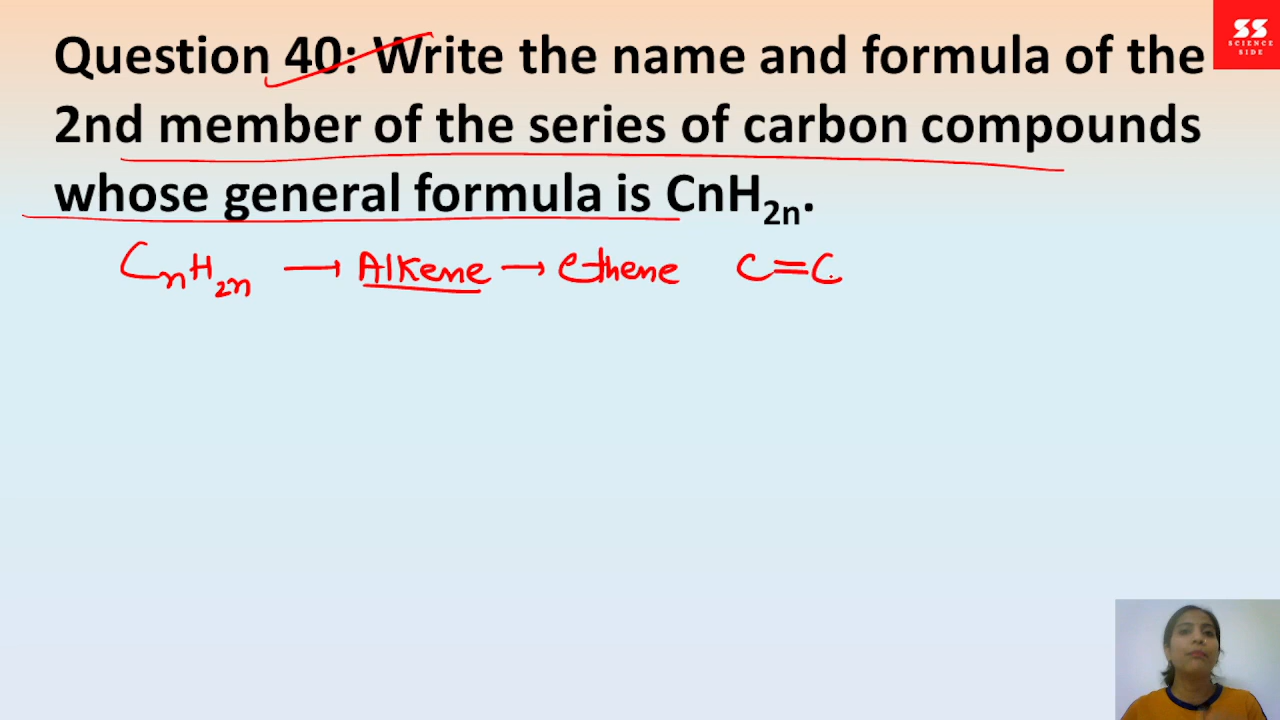 Question 40: Write the name and formula of the
2nd member of the series of carbon compounds
whose general formula is CnH2n.
CnH2n → Alkene → ethene C=C
SS
SCIENCE
SIDE